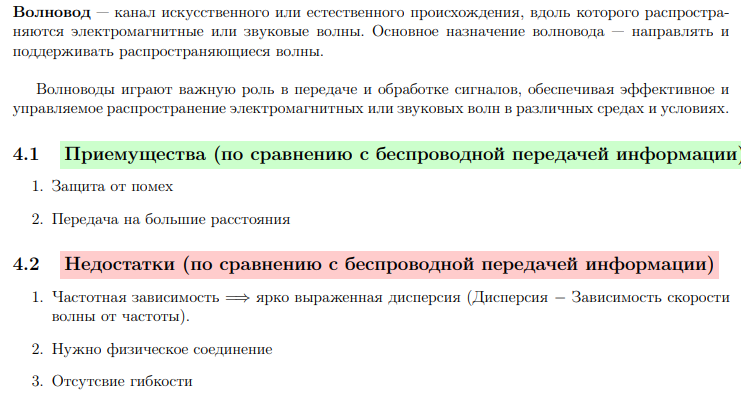 Волновод — канал искусственного или естественного происхождения, вдоль которого распростра-
няются электромагнитные или звуковые волны. Основное назначение волновода — направлять и
поддерживать распространяющиеся волны.
Волноводы играют важную роль в передаче и обработке сигналов, обеспечивая эффективное и
управляемое распространение электромагнитных или звуковых волн в различных средах и условиях.
4.1 Приемущества (по сравнению с беспроводной передачей информации)
1. Защита от помех
2. Передача на большие расстояния
4.2 Недостатки (по сравнению с беспроводной передачей информации)
1. Частотная зависимость ⟹ ярко выраженная дисперсия (Дисперсия − Зависимость скорости
волны от частоты).
2. Нужно физическое соединение
3. Отсутсвие гибкости